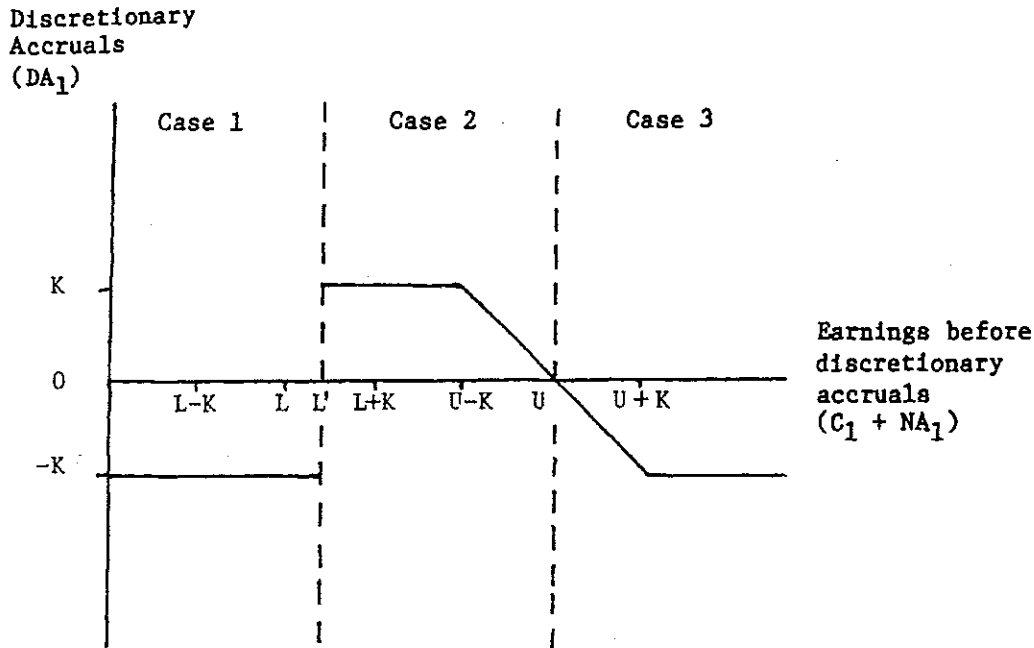 Discretionary
Accruals
(DA₁)
Case 1
Case 2
Case 3
K
0
L-K
L
L'
L+K
U-K
U
U + K
-K
Earnings before
discretionary
accruals
(C₁ + NA₁)